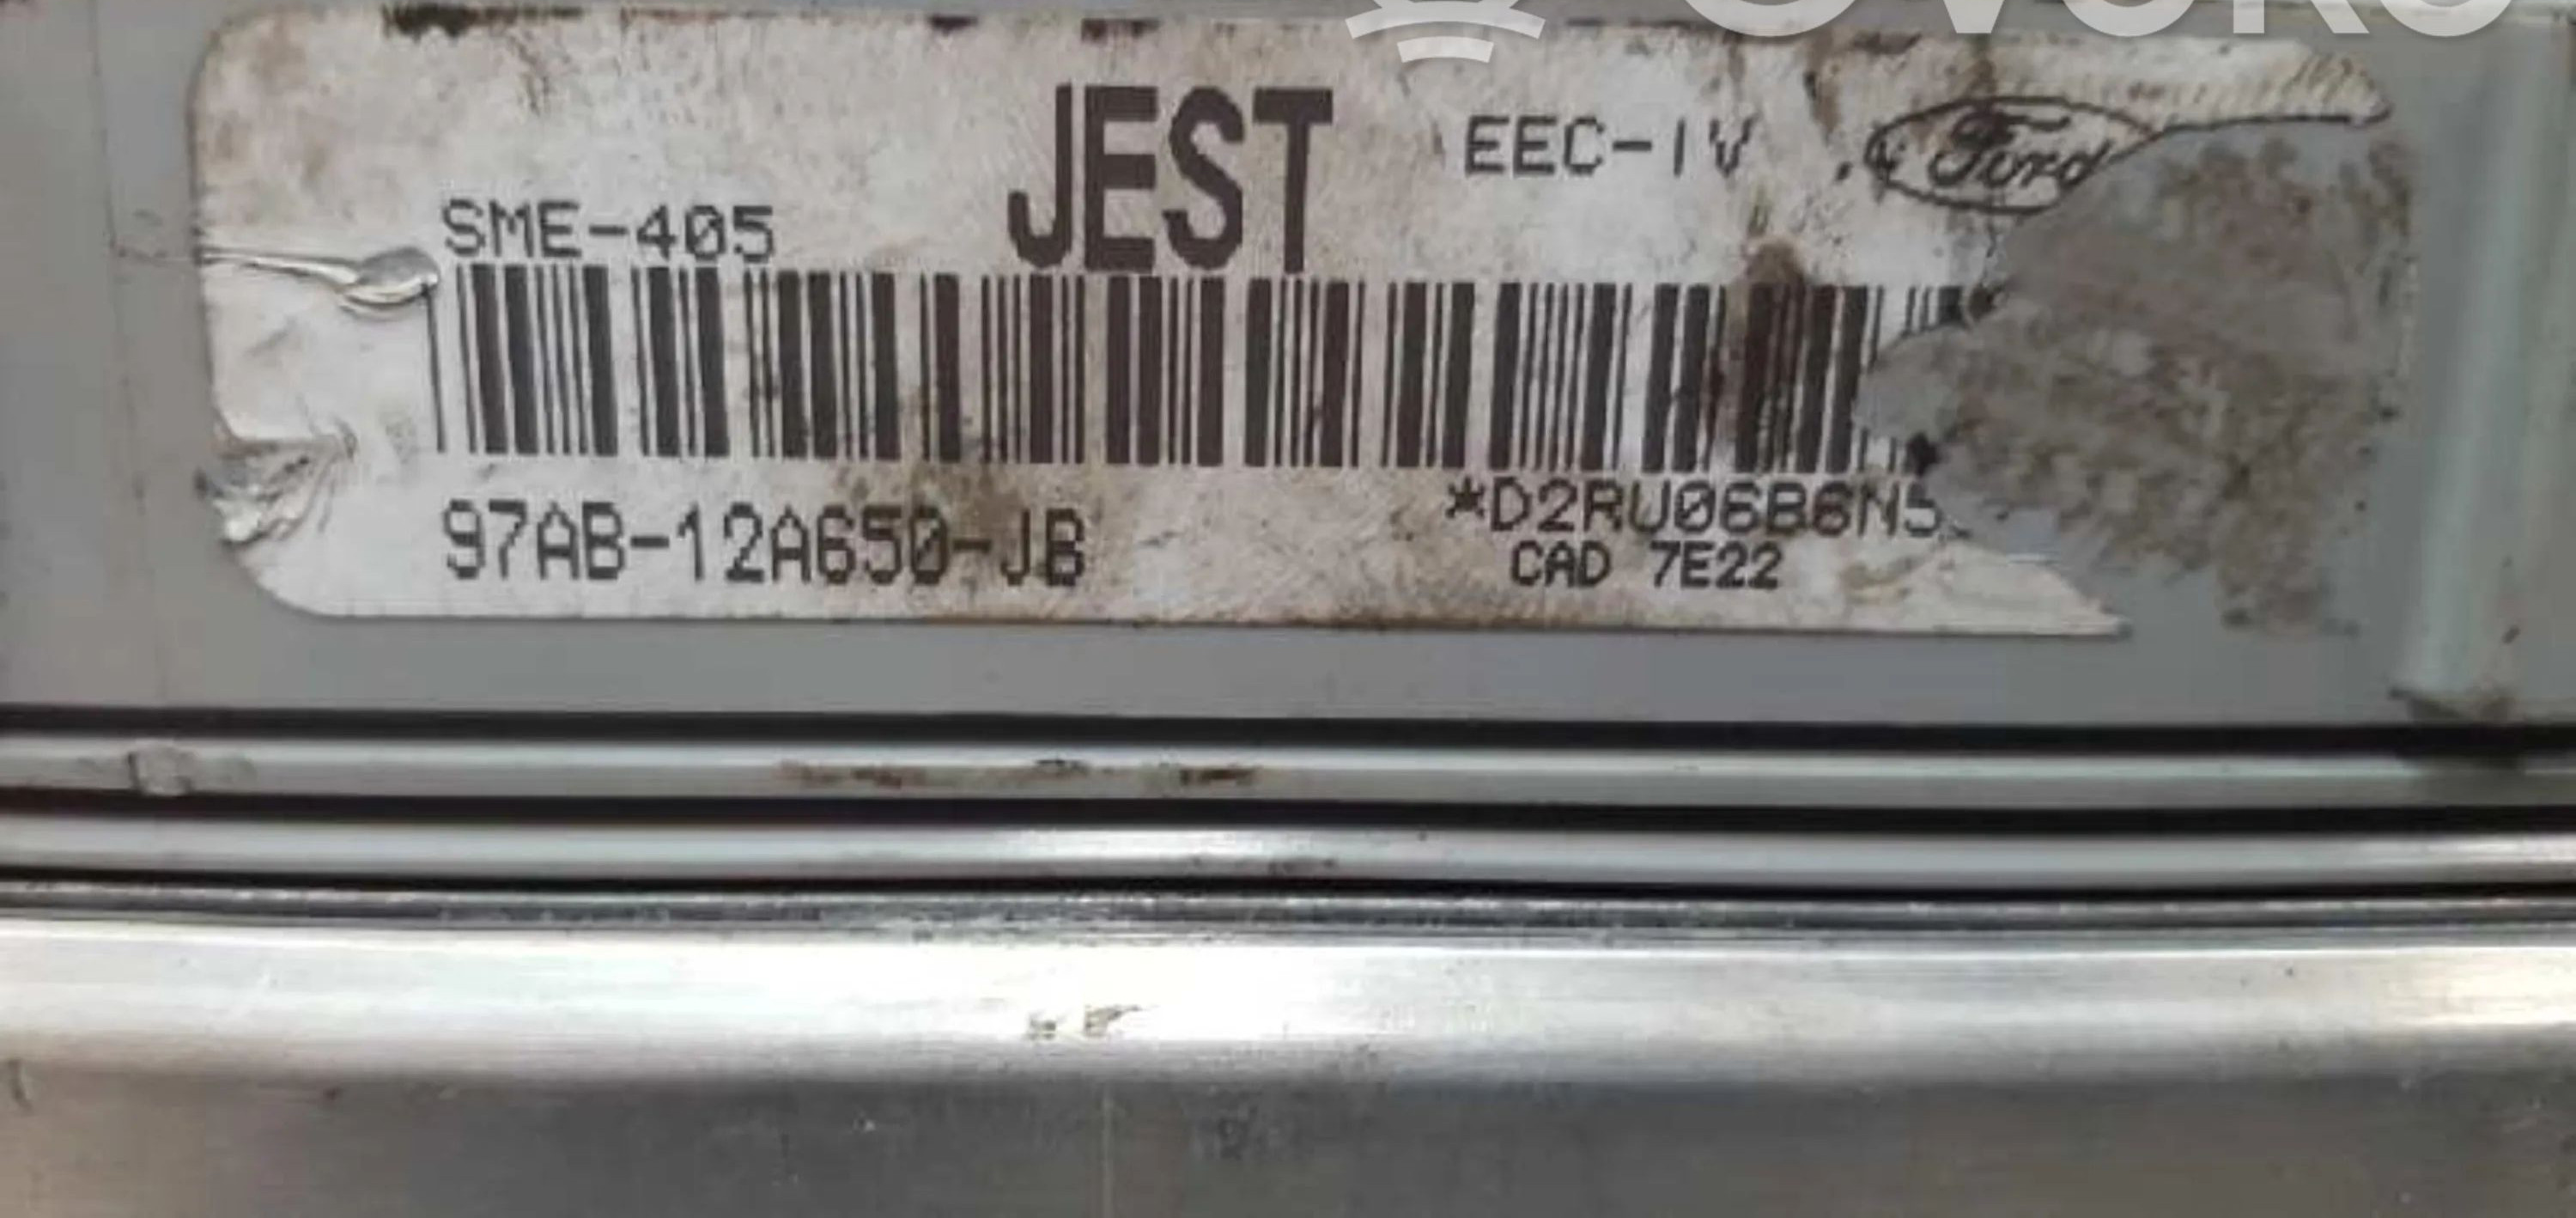 JEST
EEC-IV
Ford
SME-405
97AB-12A650-JB
*D2RU06B6N5
CAD 7E22